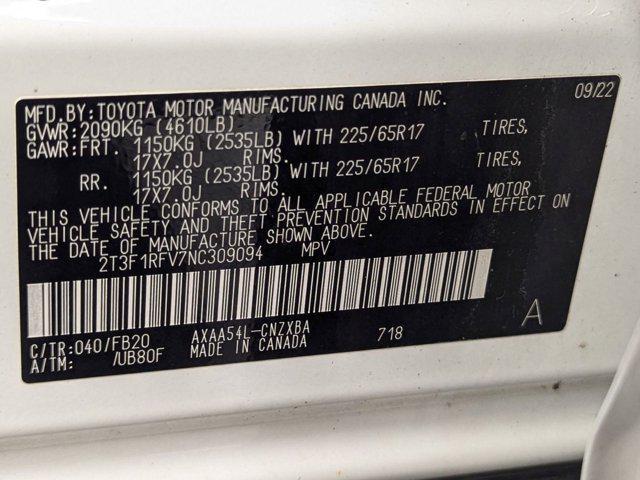 MFD.BY:TOYOTA MOTOR MANUFACTURING CANADA INC. 09/22
GVWR:2090KG (4610LB)
GAWR:FRT. 1150KG (2535LB) WITH 225/65R17 TIRES,
17X7.0J RIMS.
RR. 1150KG (2535LB) WITH 225/65R17 TIRES,
17X7.0J RIMS.
THIS VEHICLE CONFORMS TO ALL APPLICABLE FEDERAL MOTOR
VEHICLE SAFETY AND THEFT PREVENTION STANDARDS IN EFFECT ON
THE DATE OF MANUFACTURE SHOWN ABOVE.
2T3F1RFV7NC309094 MPV
A
C/TR:040/FB20 AXAA54L-CNZXBA 718
A/TM: /UB80F MADE IN CANADA